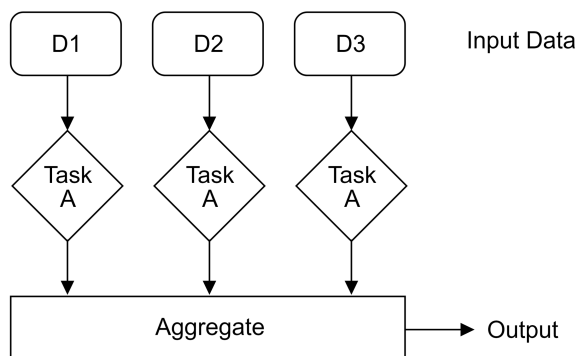 D1 D2 D3 Input Data
Task Task Task
A A A
Aggregate
Output